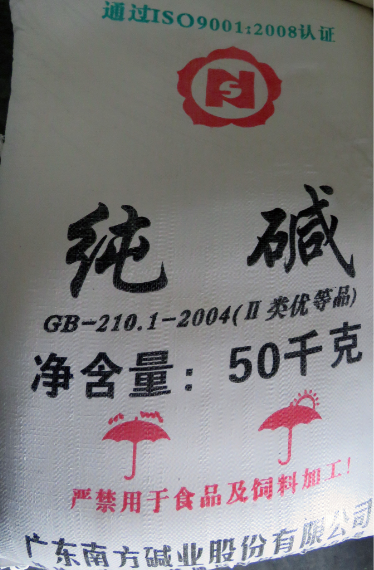 通过ISO9001:2008认证
纯碱
GB-210.1-2004(Ⅱ类优等品)
净含量：50千克
严禁用于食品及饲料加工！
广东南方碱业股份有限公司